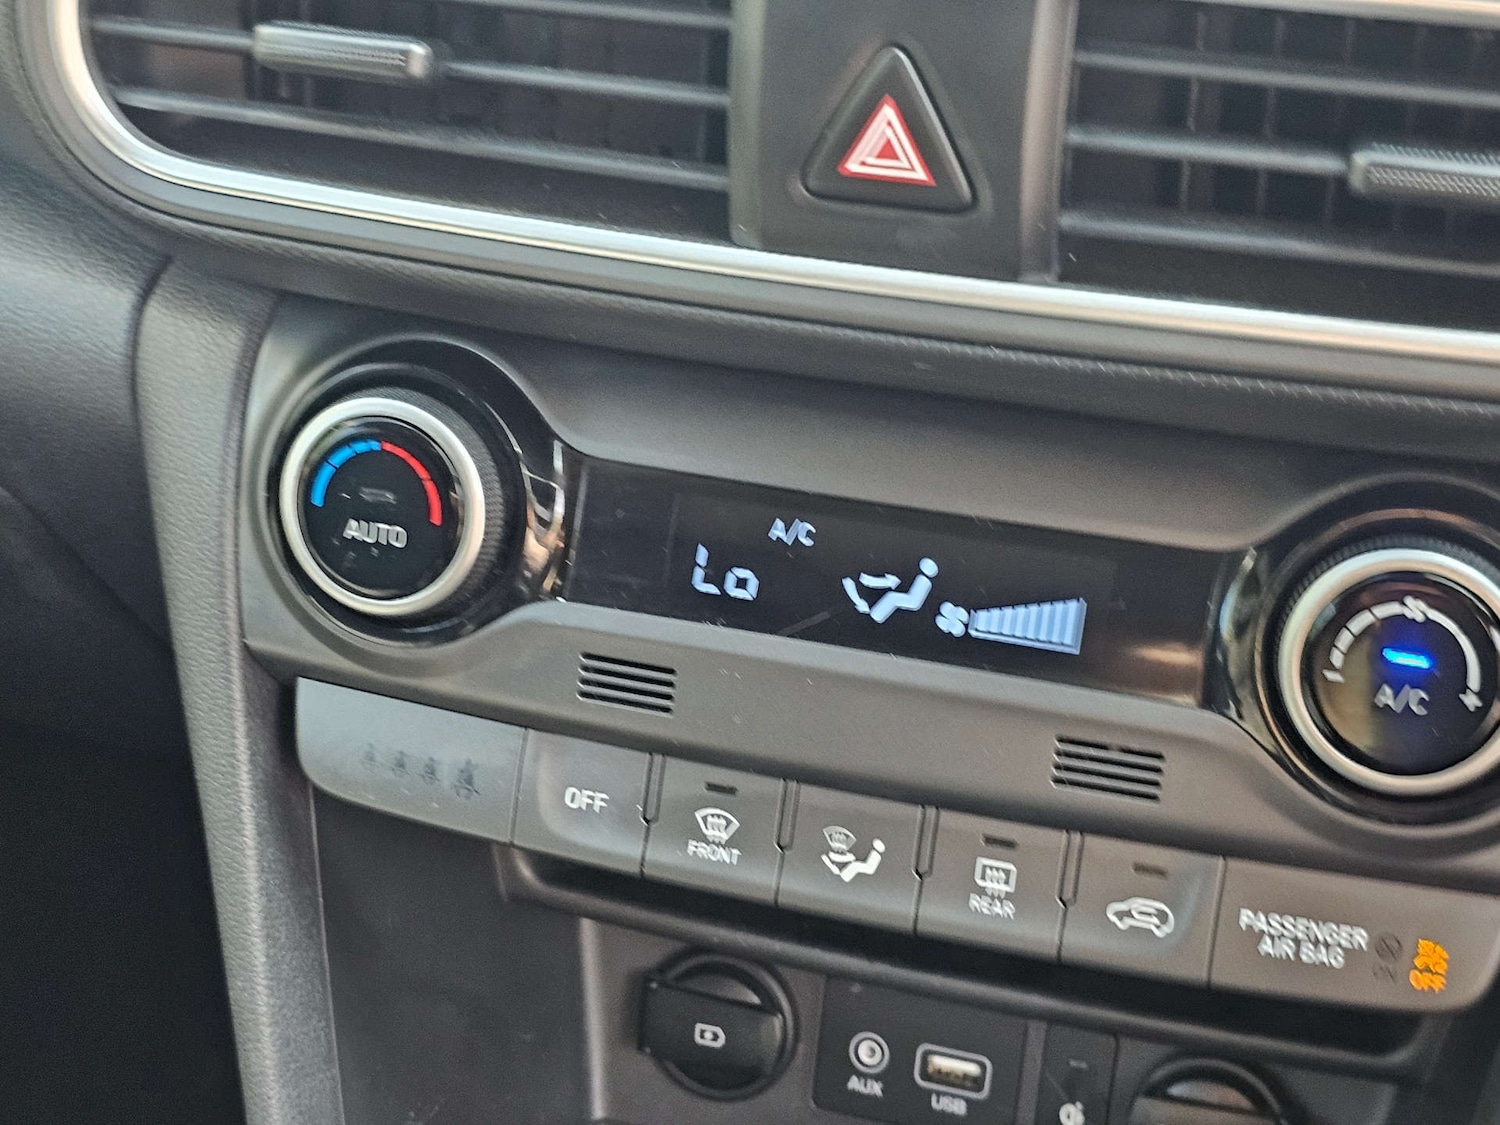 AUTO
A/C
Lo
A/C
OFF
FRONT
REAR
PASSENGER
AIR BAG
ON
OFF
AUX
USB